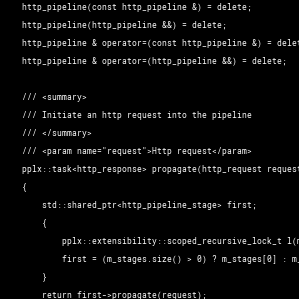 http_pipeline(const http_pipeline &) = delete;
http_pipeline(http_pipeline &&) = delete;
http_pipeline & operator=(const http_pipeline &) =
http_pipeline & operator=(http_pipeline &&) = delete;
/// <summary>
/// Initiate an http request into the pipeline
/// </summary>
/// <param name="request">Http request</param>
pplx::task<http_response> propagate(http_request request
{
std::shared_ptr<http_pipeline_stage> first;
{
pplx::extensibility::scoped_recursive_lock_t
first = (m_stages.size() > 0) ? m_stages[0] :
}
return first->propagate(request);